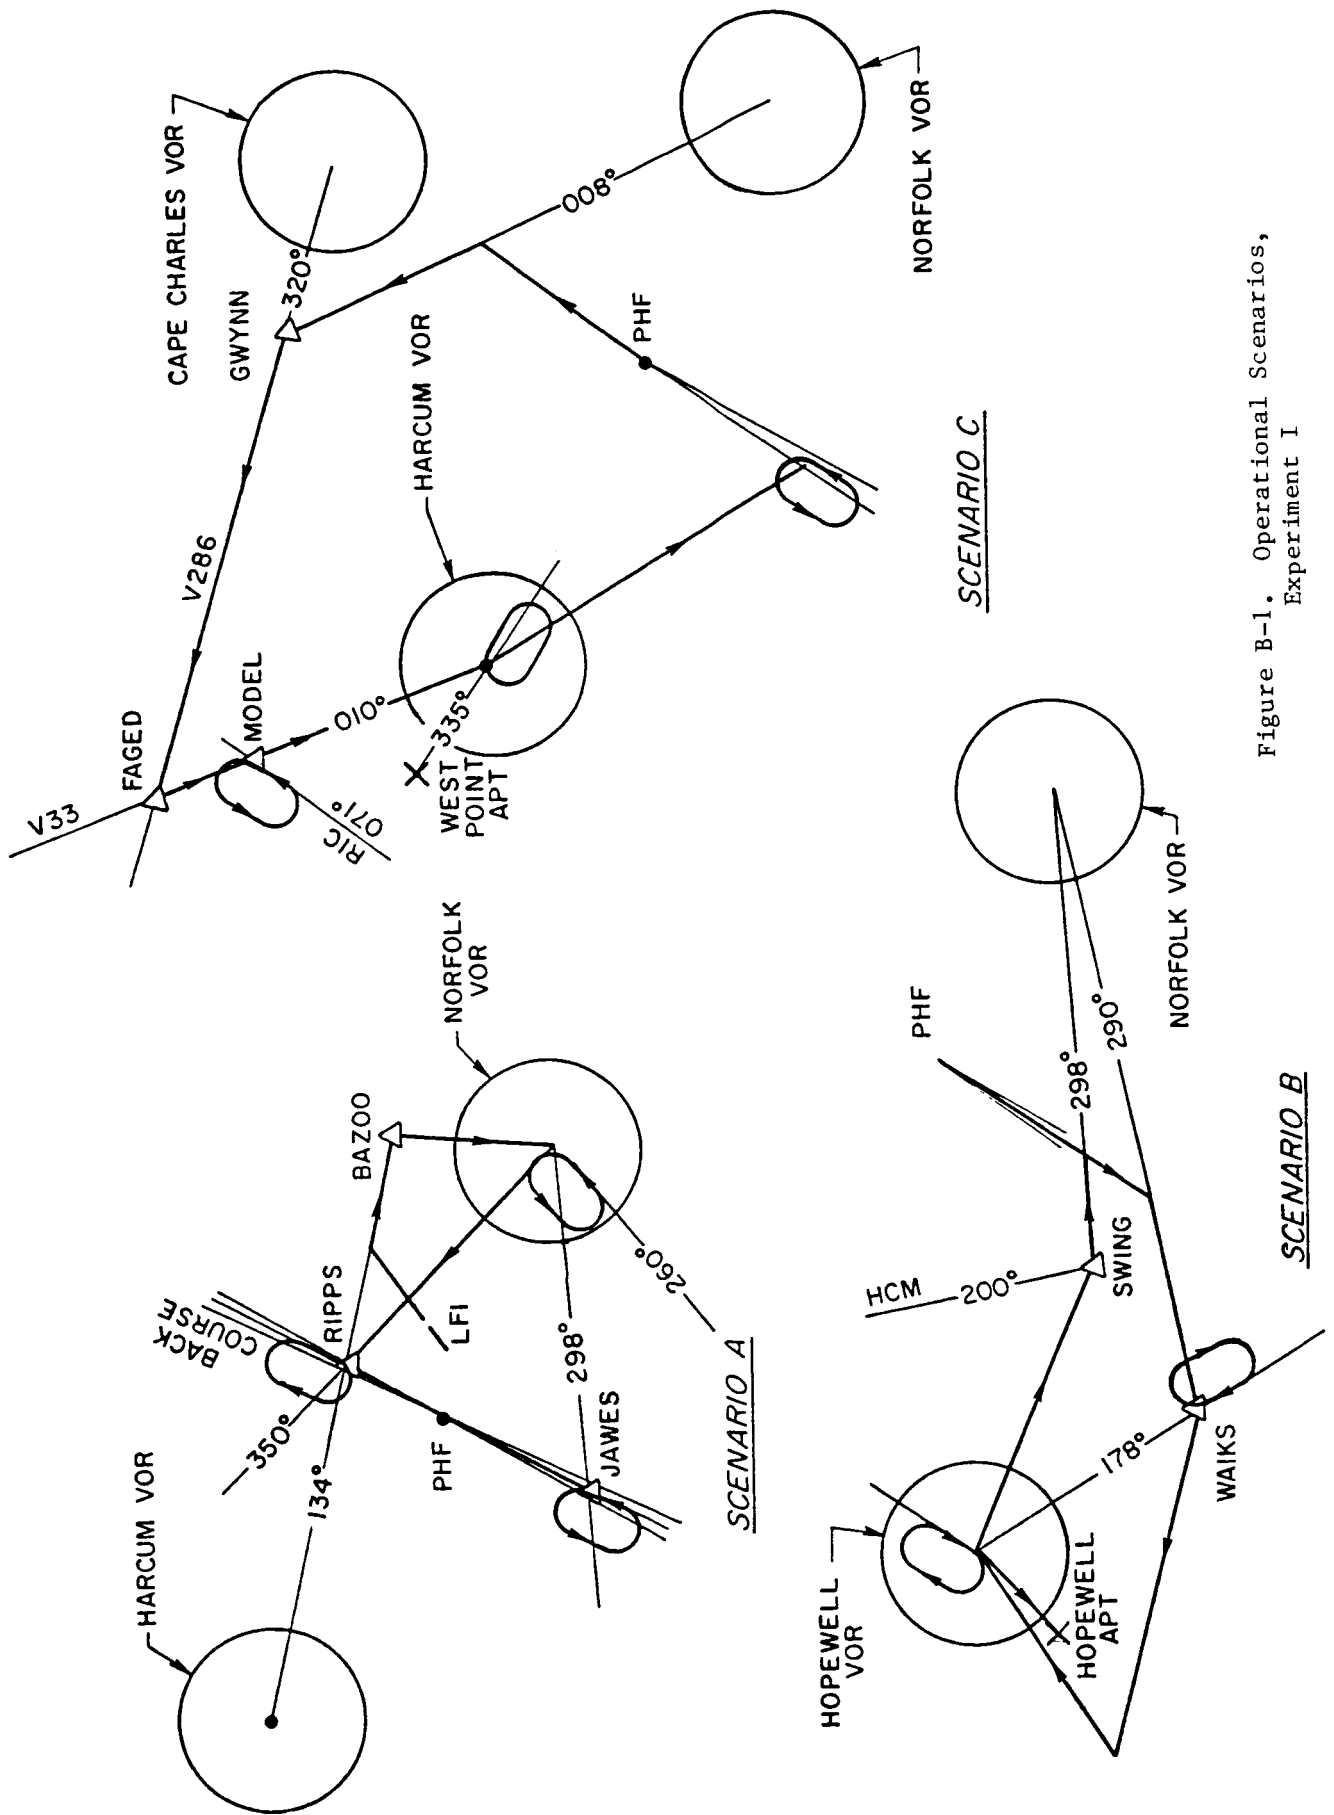 HARCUM VOR
134°
350°
BACK
COURSE
RIPPS
BAZOO
NORFOLK
VOR
PHF
LFI
298°
260°
JAWES
SCENARIO A
HOPEWELL
VOR
HOPEWELL
APT
HCM
200°
SWING
178°
WAIKS
PHF
298°
290°
NORFOLK VOR
SCENARIO B
V33
FAGED
MODEL
RIC
071°
V286
010°
335°
WEST
POINT
APT
HARCUM VOR
CAPE CHARLES VOR
GWYNN
320°
008°
PHF
NORFOLK VOR
SCENARIO C
Figure B-1. Operational Scenarios,
Experiment I